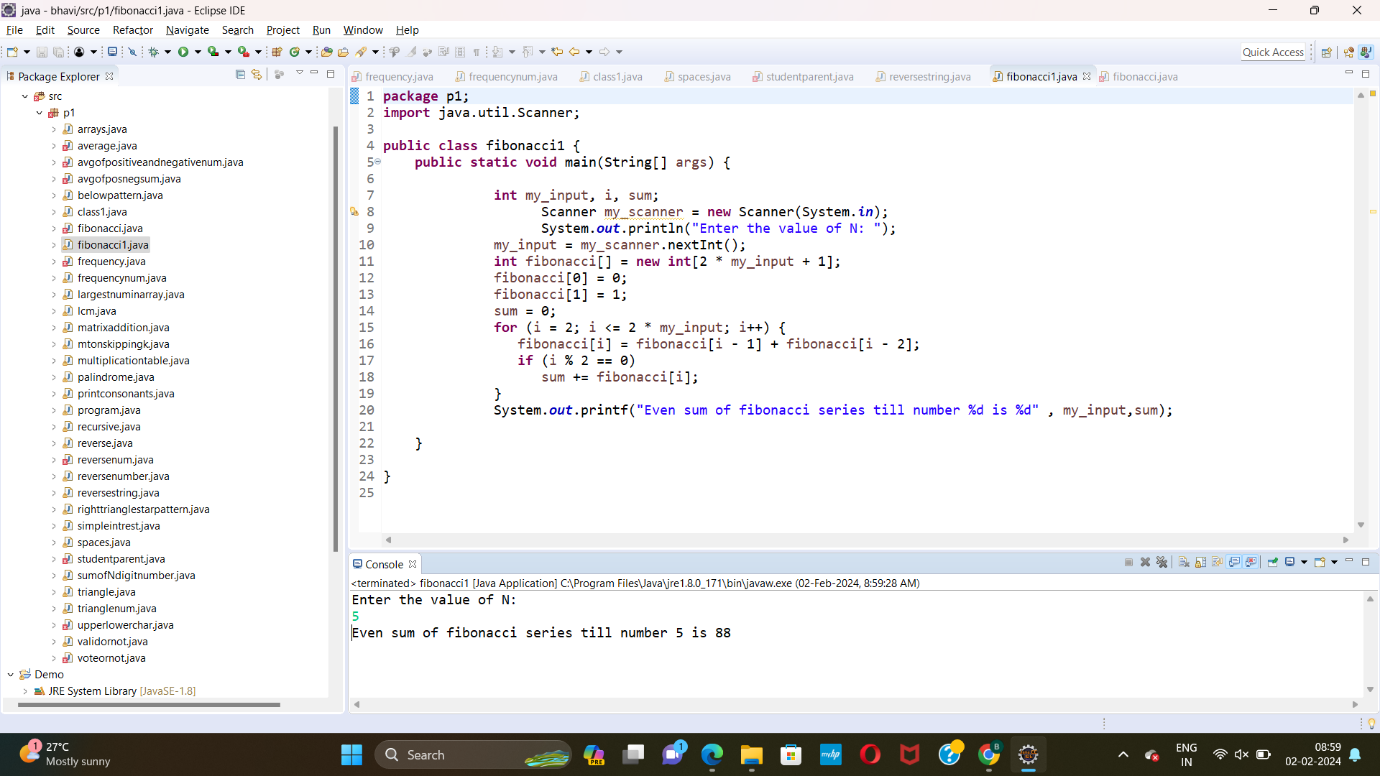 java - bhavi/src/p1/fibonacci1.java - Eclipse IDE
File Edit Source Refactor Navigate Search Project Run Window Help
Quick Access
Package Explorer
frequency.java frequencynum.java class1.java spaces.java studentparent.java reversestring.java fibonacci1.java fibonacci.java
src
p1
arrays.java
average.java
avgofpositiveandnegativenum.java
avgofposnegsum.java
belowpattern.java
class1.java
fibonacci.java
fibonacci1.java
frequency.java
frequencynum.java
largestnuminarray.java
lcm.java
matrixaddition.java
mtonskippingk.java
multiplicationtable.java
palindrome.java
printconsonants.java
program.java
recursive.java
reverse.java
reversenum.java
reversenumber.java
reversestring.java
righttrianglestarpattern.java
simpleintrest.java
spaces.java
studentparent.java
sumofNdigitnumber.java
triangle.java
trianglenum.java
upperlowerchar.java
validornot.java
voteornot.java
Demo
JRE System Library [JavaSE-1.8]
1 package p1;
2 import java.util.Scanner;
3
4 public class fibonacci1 {
5 public static void main(String[] args) {
6
7 int my_input, i, sum;
8 Scanner my_scanner = new Scanner(System.in);
9 System.out.println("Enter the value of N: ");
10 my_input = my_scanner.nextInt();
11 int fibonacci[] = new int[2 * my_input + 1];
12 fibonacci[0] = 0;
13 fibonacci[1] = 1;
14 sum = 0;
15 for (i = 2; i <= 2 * my_input; i++) {
16 fibonacci[i] = fibonacci[i - 1] + fibonacci[i - 2];
17 if (i % 2 == 0)
18 sum += fibonacci[i];
19 }
20 System.out.printf("Even sum of fibonacci series till number %d is %d" , my_input,sum);
21
22 }
23
24 }
25
Console
<terminated> fibonacci1 [Java Application] C:\Program Files\Java\jre1.8.0_171\bin\javaw.exe (02-Feb-2024, 8:59:28 AM)
Enter the value of N:
5
Even sum of fibonacci series till number 5 is 88
1
27°C
Mostly sunny
Search
PRE
1
myhp
B
ENG
IN
08:59
02-02-2024